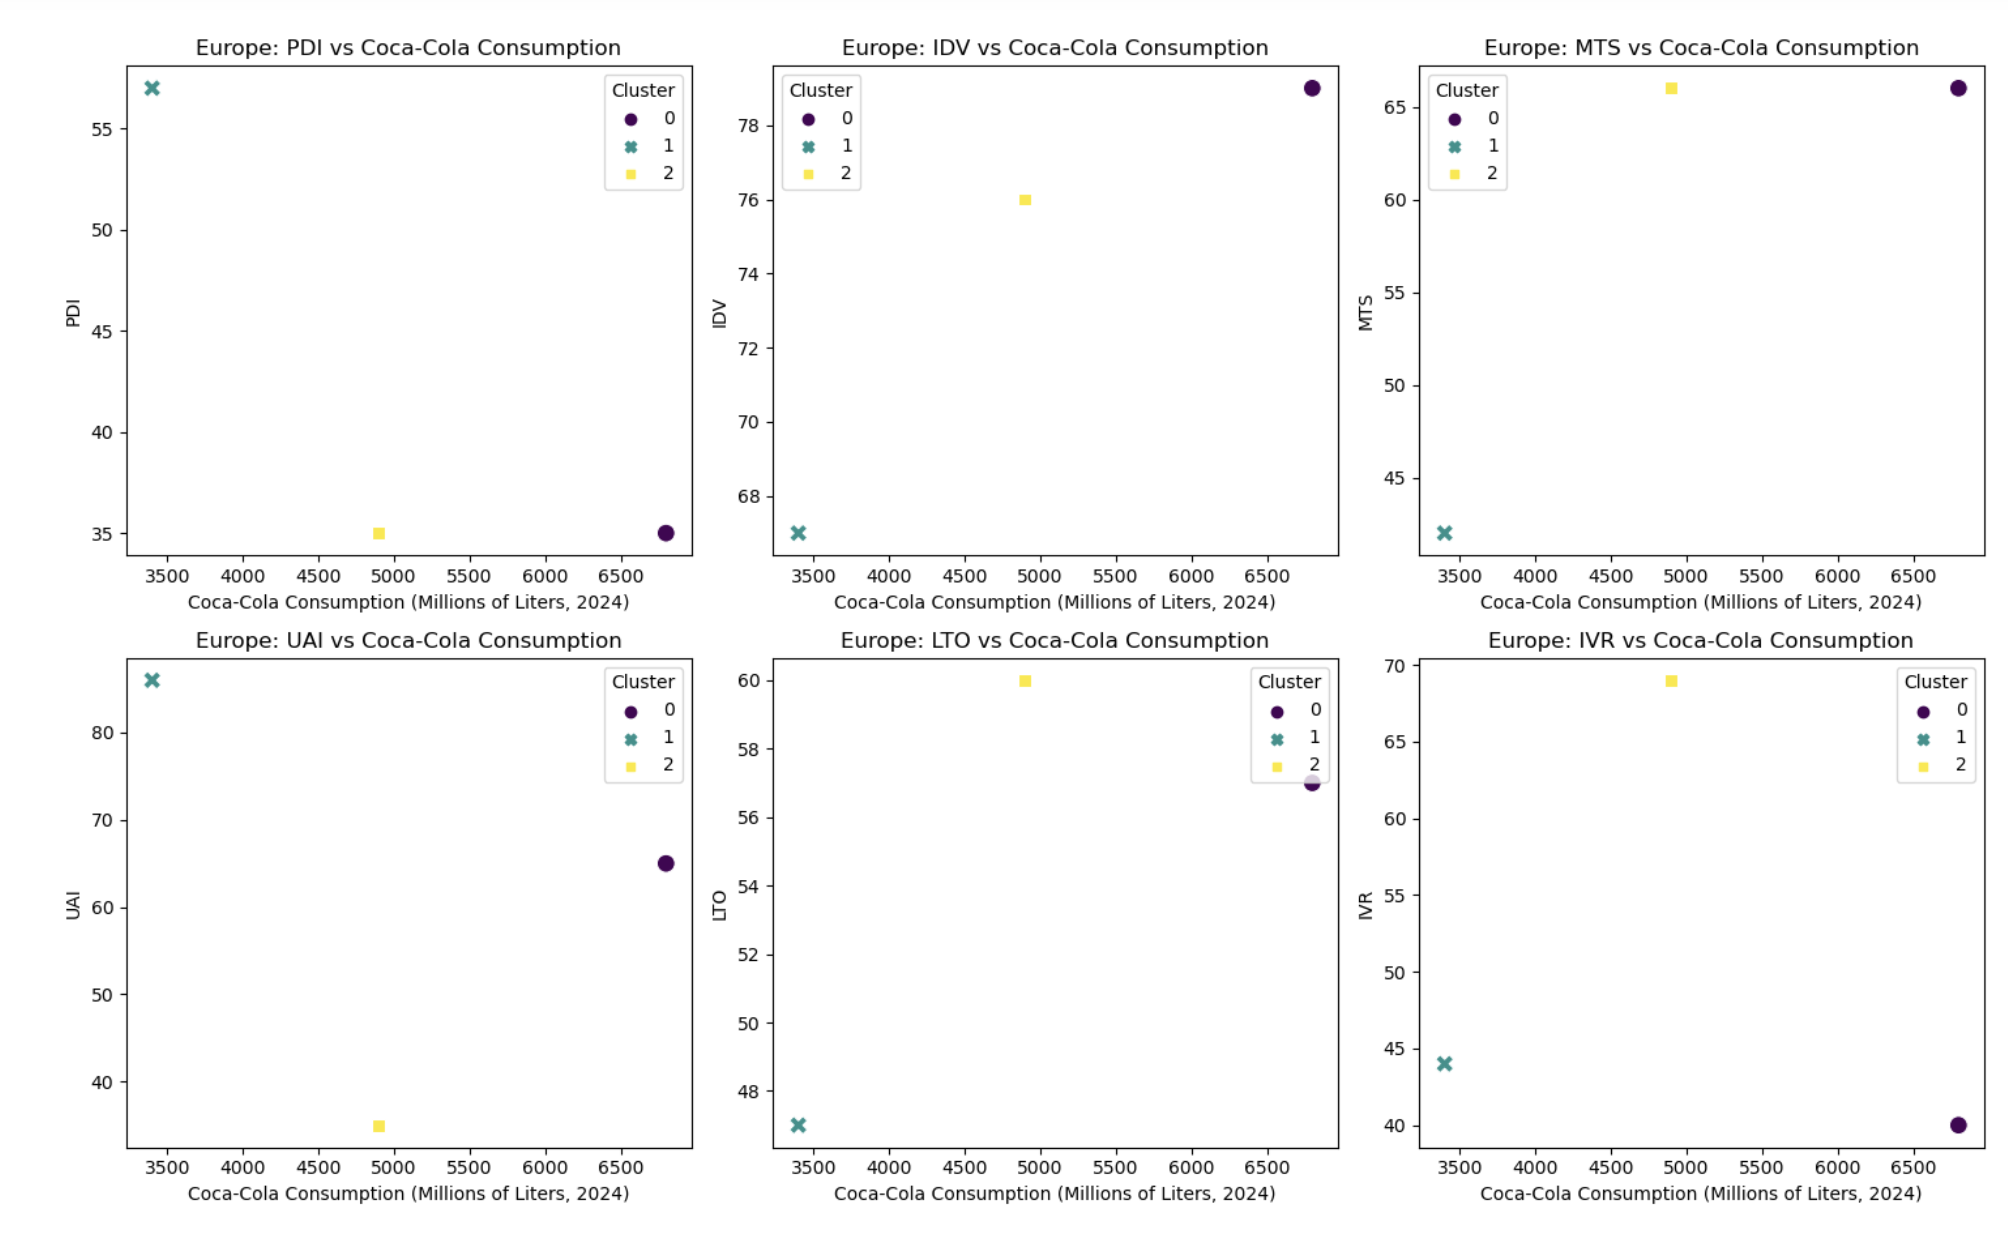 Europe: PDI vs Coca-Cola Consumption
Cluster
0
1
2
55
50
45
40
35
PDI
3500 4000 4500 5000 5500 6000 6500
Coca-Cola Consumption (Millions of Liters, 2024)
Europe: IDV vs Coca-Cola Consumption
Cluster
0
1
2
78
76
74
72
70
68
IDV
3500 4000 4500 5000 5500 6000 6500
Coca-Cola Consumption (Millions of Liters, 2024)
Europe: MTS vs Coca-Cola Consumption
Cluster
0
1
2
65
60
55
50
45
MTS
3500 4000 4500 5000 5500 6000 6500
Coca-Cola Consumption (Millions of Liters, 2024)
Europe: UAI vs Coca-Cola Consumption
Cluster
0
1
2
80
70
60
50
40
UAI
3500 4000 4500 5000 5500 6000 6500
Coca-Cola Consumption (Millions of Liters, 2024)
Europe: LTO vs Coca-Cola Consumption
Cluster
0
1
2
60
58
56
54
52
50
48
LTO
3500 4000 4500 5000 5500 6000 6500
Coca-Cola Consumption (Millions of Liters, 2024)
Europe: IVR vs Coca-Cola Consumption
Cluster
0
1
2
70
65
60
55
50
45
40
IVR
3500 4000 4500 5000 5500 6000 6500
Coca-Cola Consumption (Millions of Liters, 2024)